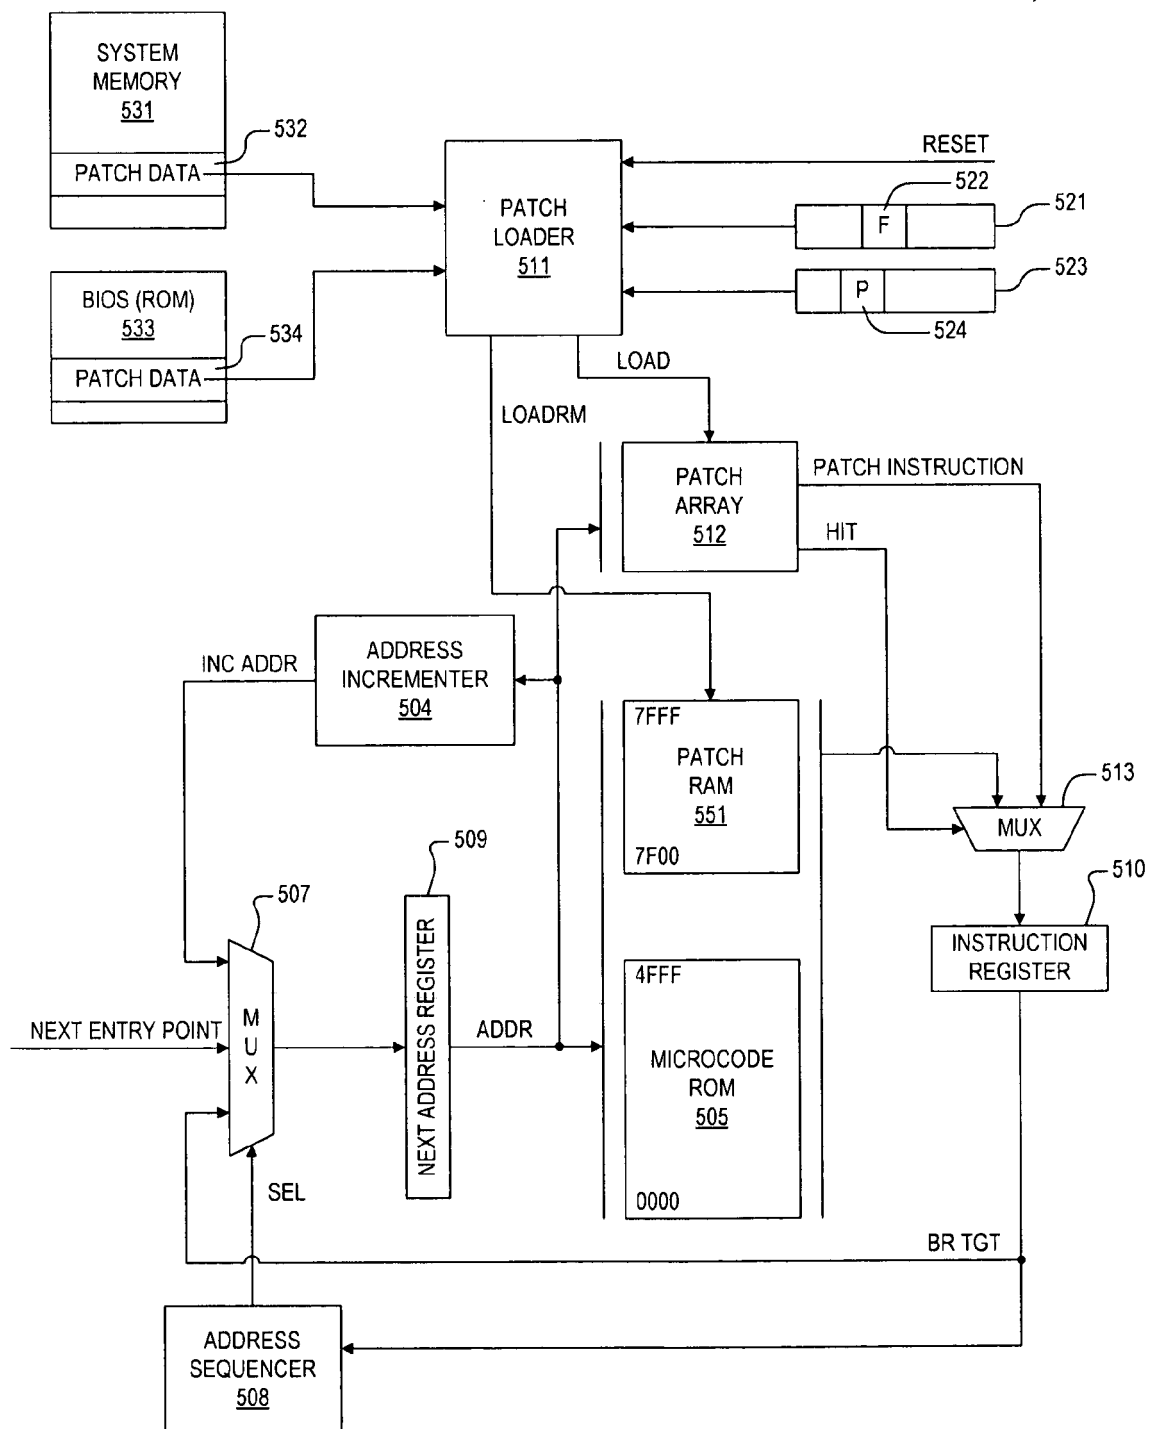 SYSTEM
MEMORY
531
532
PATCH DATA
BIOS (ROM)
533
534
PATCH DATA
PATCH
LOADER
511
RESET
522
F
521
P
523
524
LOAD
LOADRM
PATCH
ARRAY
512
PATCH INSTRUCTION
HIT
ADDRESS
INCREMENTER
504
INC ADDR
7FFF
PATCH
RAM
551
7F00
513
MUX
510
INSTRUCTION
REGISTER
509
507
NEXT ADDRESS REGISTER
NEXT ENTRY POINT
M
U
X
ADDR
4FFF
MICROCODE
ROM
505
0000
SEL
BR TGT
ADDRESS
SEQUENCER
508